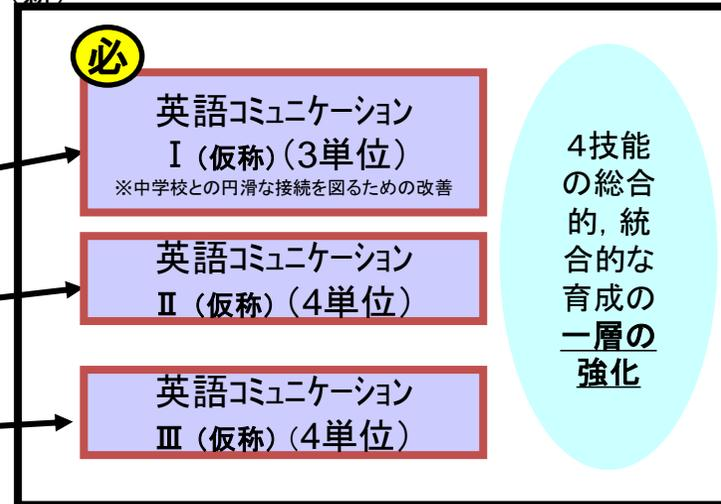 必
英語コミュニケーション
Ⅰ（仮称）（３単位）
※中学校との円滑な接続を図るための改善
英語コミュニケーション
Ⅱ（仮称）（４単位）
英語コミュニケーション
Ⅲ（仮称）（４単位）
４技能
の総合
的，統
合的な
育成の
一層の
強化